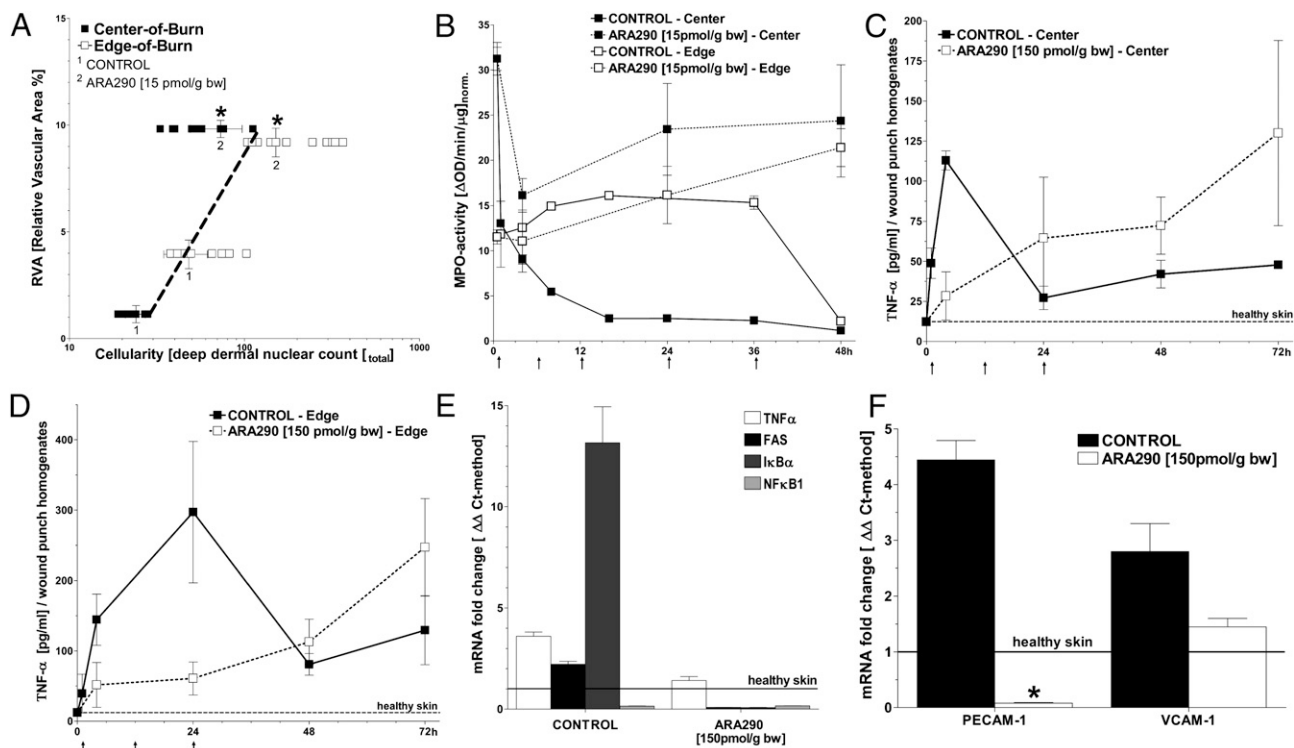 A
15
10
5
0
10
100
1000
RVA [Relative Vascular Area %]
Cellularity [deep dermal nuclear count [total]
Center-of-Burn
Edge-of-Burn
1 CONTROL
2 ARA290 [15 pmol/g bw]
*
*
2
2
1
1
B
40
35
30
25
20
15
10
5
0
MPO-activity [ΔOD/min/μg]norm.
CONTROL - Center
ARA290 [15pmol/g bw] - Center
CONTROL - Edge
ARA290 [15pmol/g bw] - Edge
0
12
24
36
48h
C
200
175
150
125
100
75
50
25
0
TNF-α [pg/ml] / wound punch homogenates
CONTROL - Center
ARA290 [150 pmol/g bw] - Center
healthy skin
0
24
48
72h
D
400
300
200
100
0
TNF-α [pg/ml] / wound punch homogenates
CONTROL - Edge
ARA290 [150 pmol/g bw] - Edge
healthy skin
0
24
48
72h
E
15
10
5
0
mRNA fold change [ ΔΔ Ct-method]
TNFα
FAS
IκBα
NFκB1
healthy skin
CONTROL
ARA290
[150pmol/g bw]
F
5
4
3
2
1
0
mRNA fold change [ ΔΔ Ct-method]
CONTROL
ARA290 [150pmol/g bw]
healthy skin
*
PECAM-1
VCAM-1